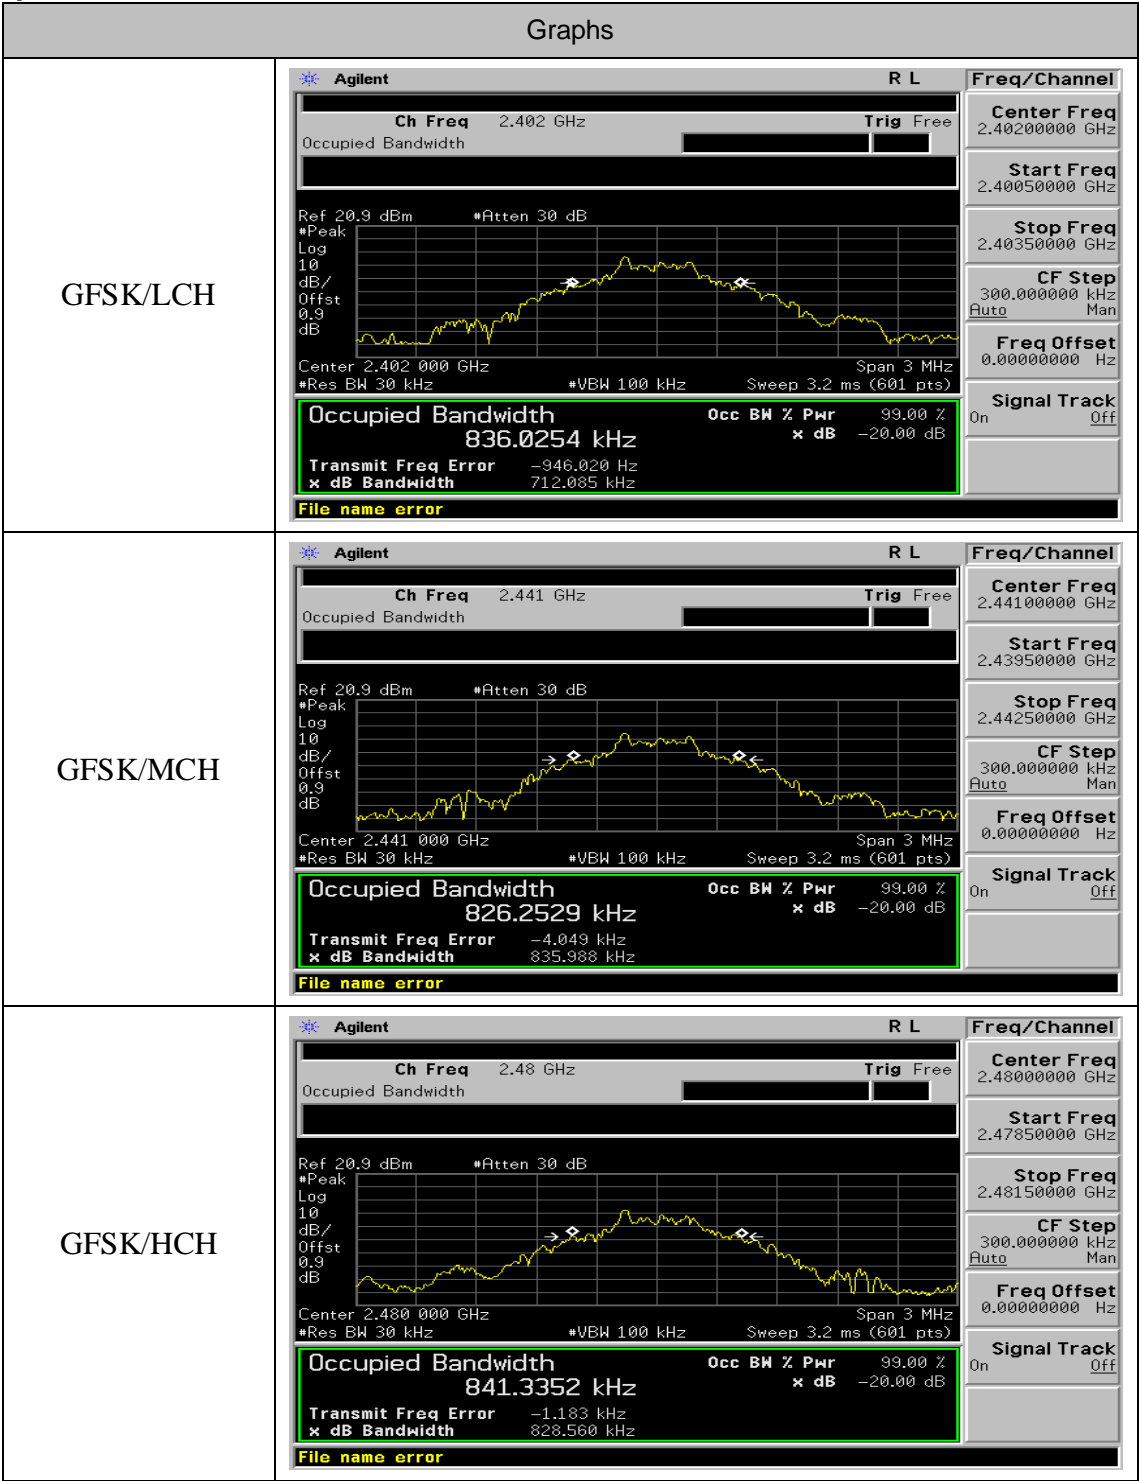 Graphs
GFSK/LCH
Agilent R L Freq/Channel
Ch Freq 2.402 GHz Trig Free
Occupied Bandwidth
Center Freq
2.40200000 GHz
Start Freq
2.40050000 GHz
Stop Freq
2.40350000 GHz
CF Step
300.000000 kHz
Auto Man
Freq Offset
0.00000000 Hz
Signal Track
On Off
Ref 20.9 dBm #Atten 30 dB
#Peak
Log
10
dB/
Offst
0.9
dB
Center 2.402 000 GHz Span 3 MHz
#Res BW 30 kHz #VBW 100 kHz Sweep 3.2 ms (601 pts)
Occupied Bandwidth Occ BW % Pwr 99.00 %
836.0254 kHz x dB -20.00 dB
Transmit Freq Error -946.020 Hz
x dB Bandwidth 712.085 kHz
File name error
GFSK/MCH
Agilent R L Freq/Channel
Ch Freq 2.441 GHz Trig Free
Occupied Bandwidth
Center Freq
2.44100000 GHz
Start Freq
2.43950000 GHz
Stop Freq
2.44250000 GHz
CF Step
300.000000 kHz
Auto Man
Freq Offset
0.00000000 Hz
Signal Track
On Off
Ref 20.9 dBm #Atten 30 dB
#Peak
Log
10
dB/
Offst
0.9
dB
Center 2.441 000 GHz Span 3 MHz
#Res BW 30 kHz #VBW 100 kHz Sweep 3.2 ms (601 pts)
Occupied Bandwidth Occ BW % Pwr 99.00 %
826.2529 kHz x dB -20.00 dB
Transmit Freq Error -4.049 kHz
x dB Bandwidth 835.988 kHz
File name error
GFSK/HCH
Agilent R L Freq/Channel
Ch Freq 2.48 GHz Trig Free
Occupied Bandwidth
Center Freq
2.48000000 GHz
Start Freq
2.47850000 GHz
Stop Freq
2.48150000 GHz
CF Step
300.000000 kHz
Auto Man
Freq Offset
0.00000000 Hz
Signal Track
On Off
Ref 20.9 dBm #Atten 30 dB
#Peak
Log
10
dB/
Offst
0.9
dB
Center 2.480 000 GHz Span 3 MHz
#Res BW 30 kHz #VBW 100 kHz Sweep 3.2 ms (601 pts)
Occupied Bandwidth Occ BW % Pwr 99.00 %
841.3352 kHz x dB -20.00 dB
Transmit Freq Error -1.183 kHz
x dB Bandwidth 828.560 kHz
File name error